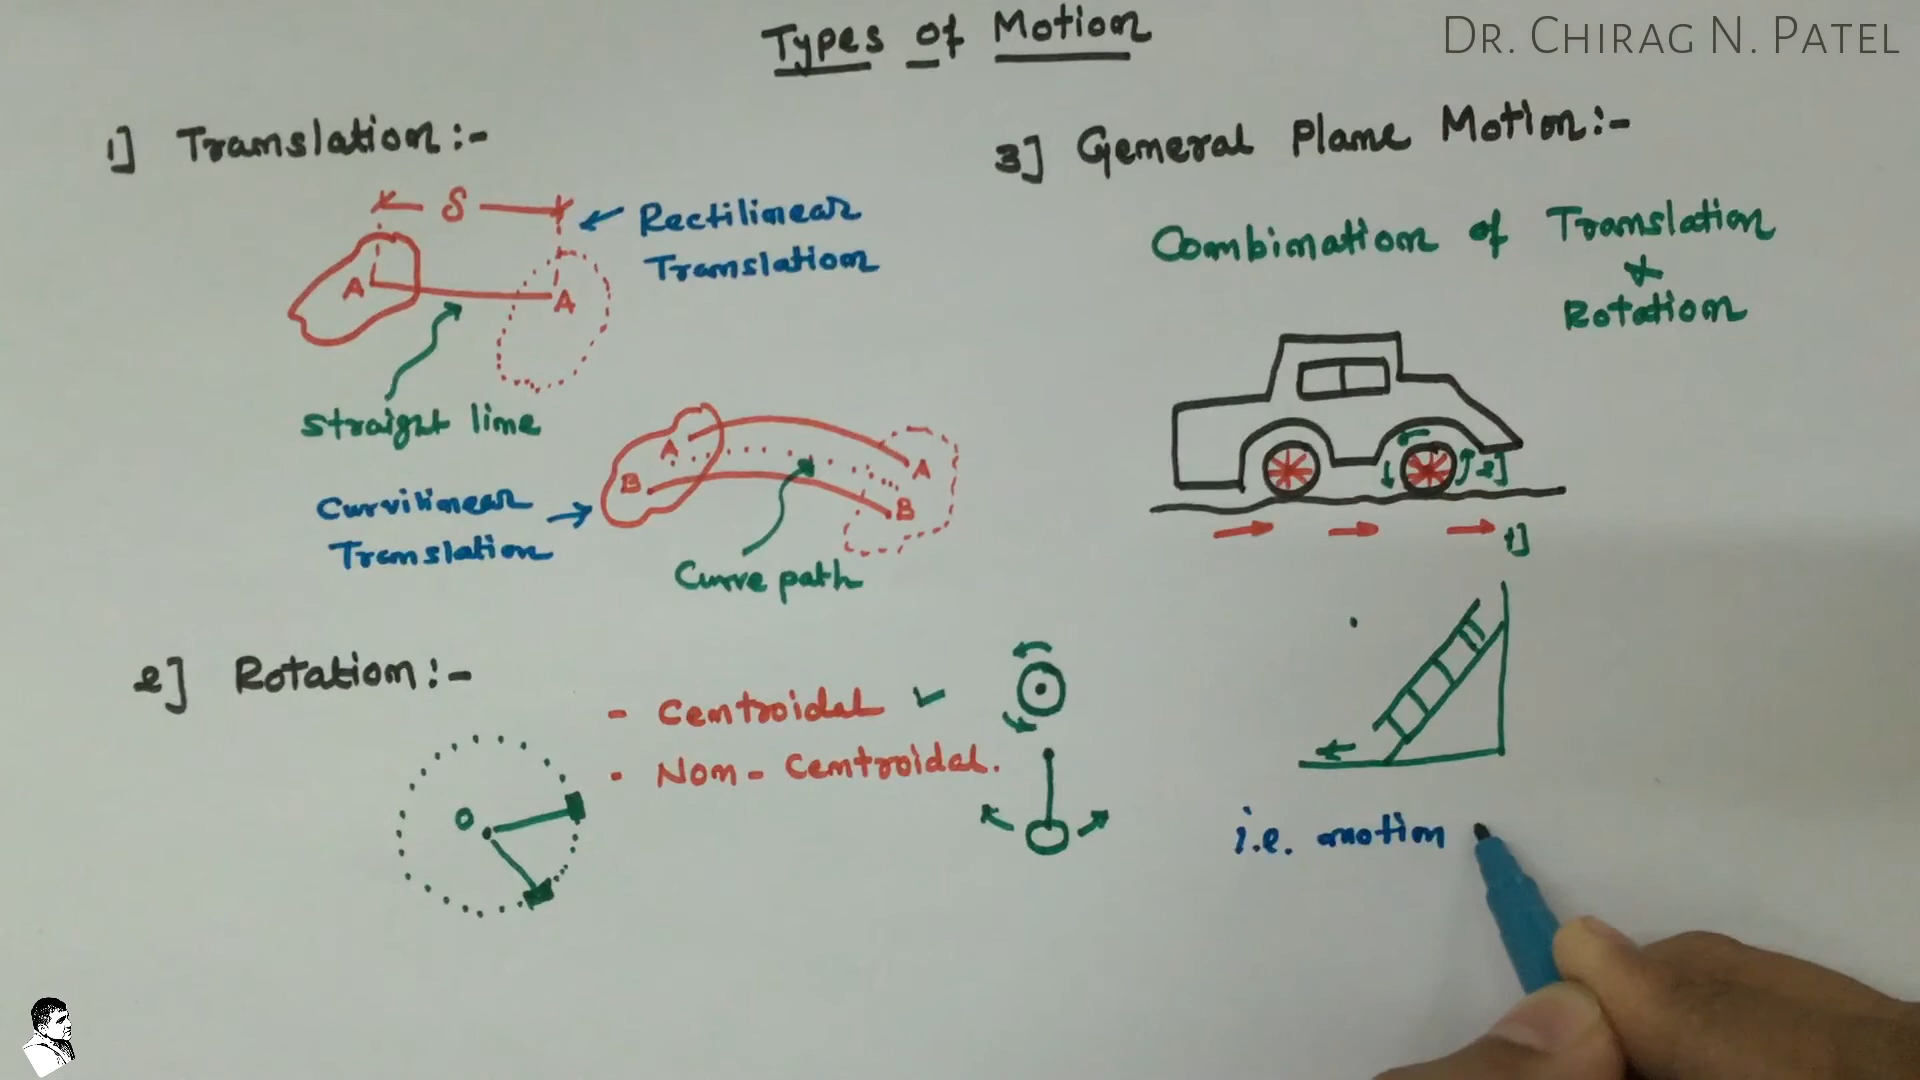 Types of Motion
DR. CHIRAG N. PATEL
1] Translation:-
S
Rectilinear
Translation
A
A
Straight line
A
B
A
B
Curvilinear
Translation
Curve path
2] Rotation:-
- Centroidal ✓
- Non-Centroidal.
O
3] General Plane Motion:-
Combination of Translation
&
Rotation
2]
1]
i.e. motion